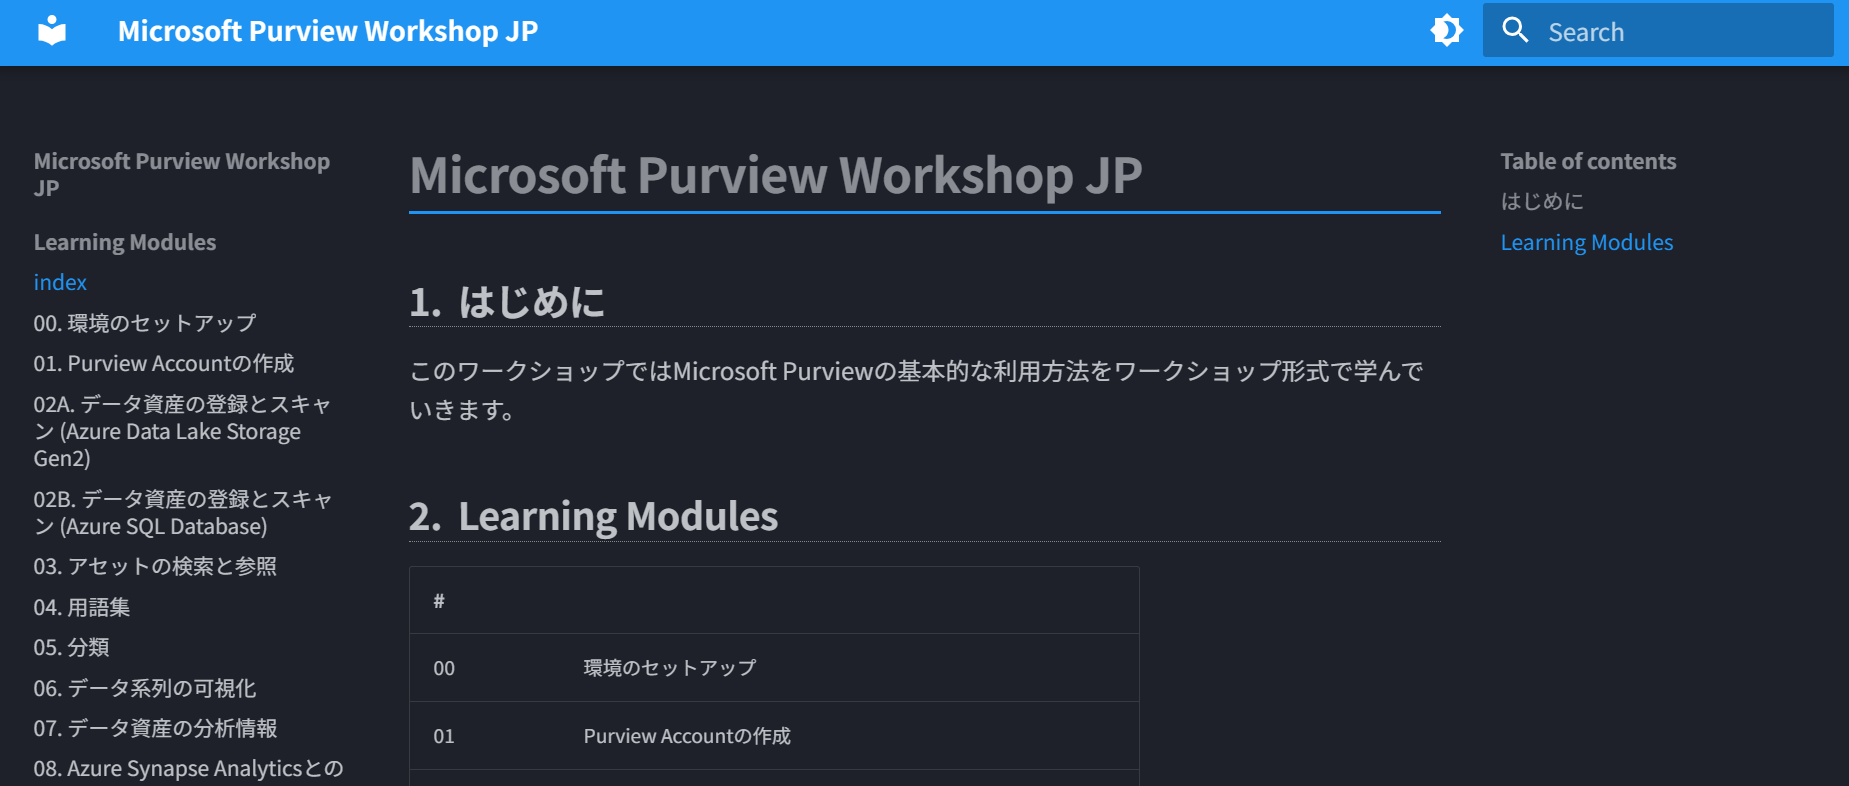 Microsoft Purview Workshop JP
Search
Microsoft Purview Workshop
JP
Learning Modules
index
00. 環境のセットアップ
01. Purview Accountの作成
02A. データ資産の登録とスキャ
ン (Azure Data Lake Storage
Gen2)
02B. データ資産の登録とスキャ
ン (Azure SQL Database)
03. アセットの検索と参照
04. 用語集
05. 分類
06. データ系列の可視化
07. データ資産の分析情報
08. Azure Synapse Analyticsとの
Microsoft Purview Workshop JP
1. はじめに
このワークショップではMicrosoft Purviewの基本的な利用方法をワークショップ形式で学んで
いきます。
2. Learning Modules
#
00 環境のセットアップ
01 Purview Accountの作成
Table of contents
はじめに
Learning Modules